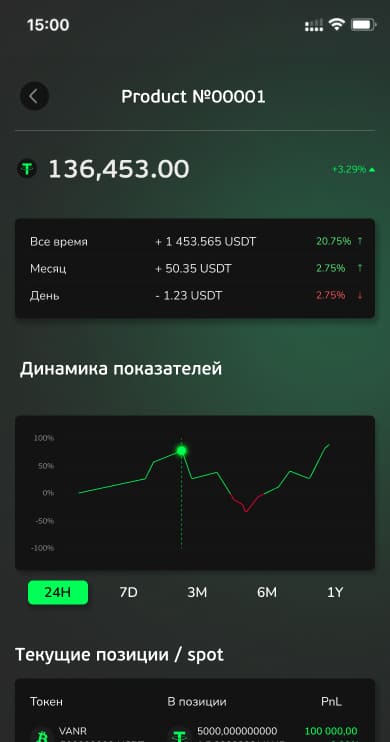 15:00
Product №00001
136,453.00 +3.29%
Все время + 1 453.565 USDT 20.75% ↑
Месяц + 50.35 USDT 2.75% ↑
День - 1.23 USDT 2.75% ↓
Динамика показателей
100%
50%
0%
-50%
-100%
24H 7D 3M 6M 1Y
Текущие позиции / spot
Токен В позиции PnL
VANR 5000,000000000 100 000,00